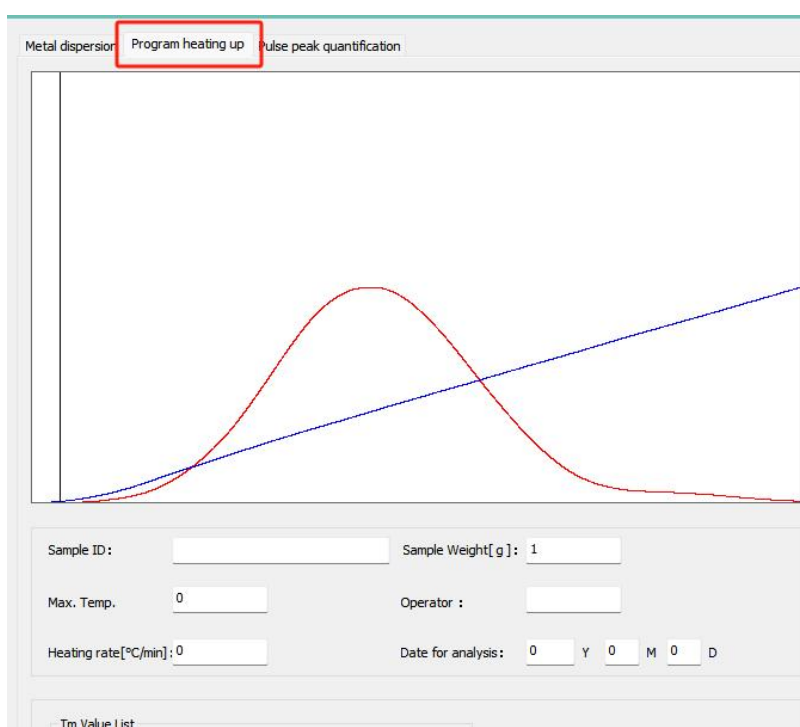 Metal dispersion Program heating up Pulse peak quantification
Sample ID: Sample Weight[g]: 1
Max. Temp. 0 Operator :
Heating rate[°C/min]: 0 Date for analysis: 0 Y 0 M 0 D
Tm Value List